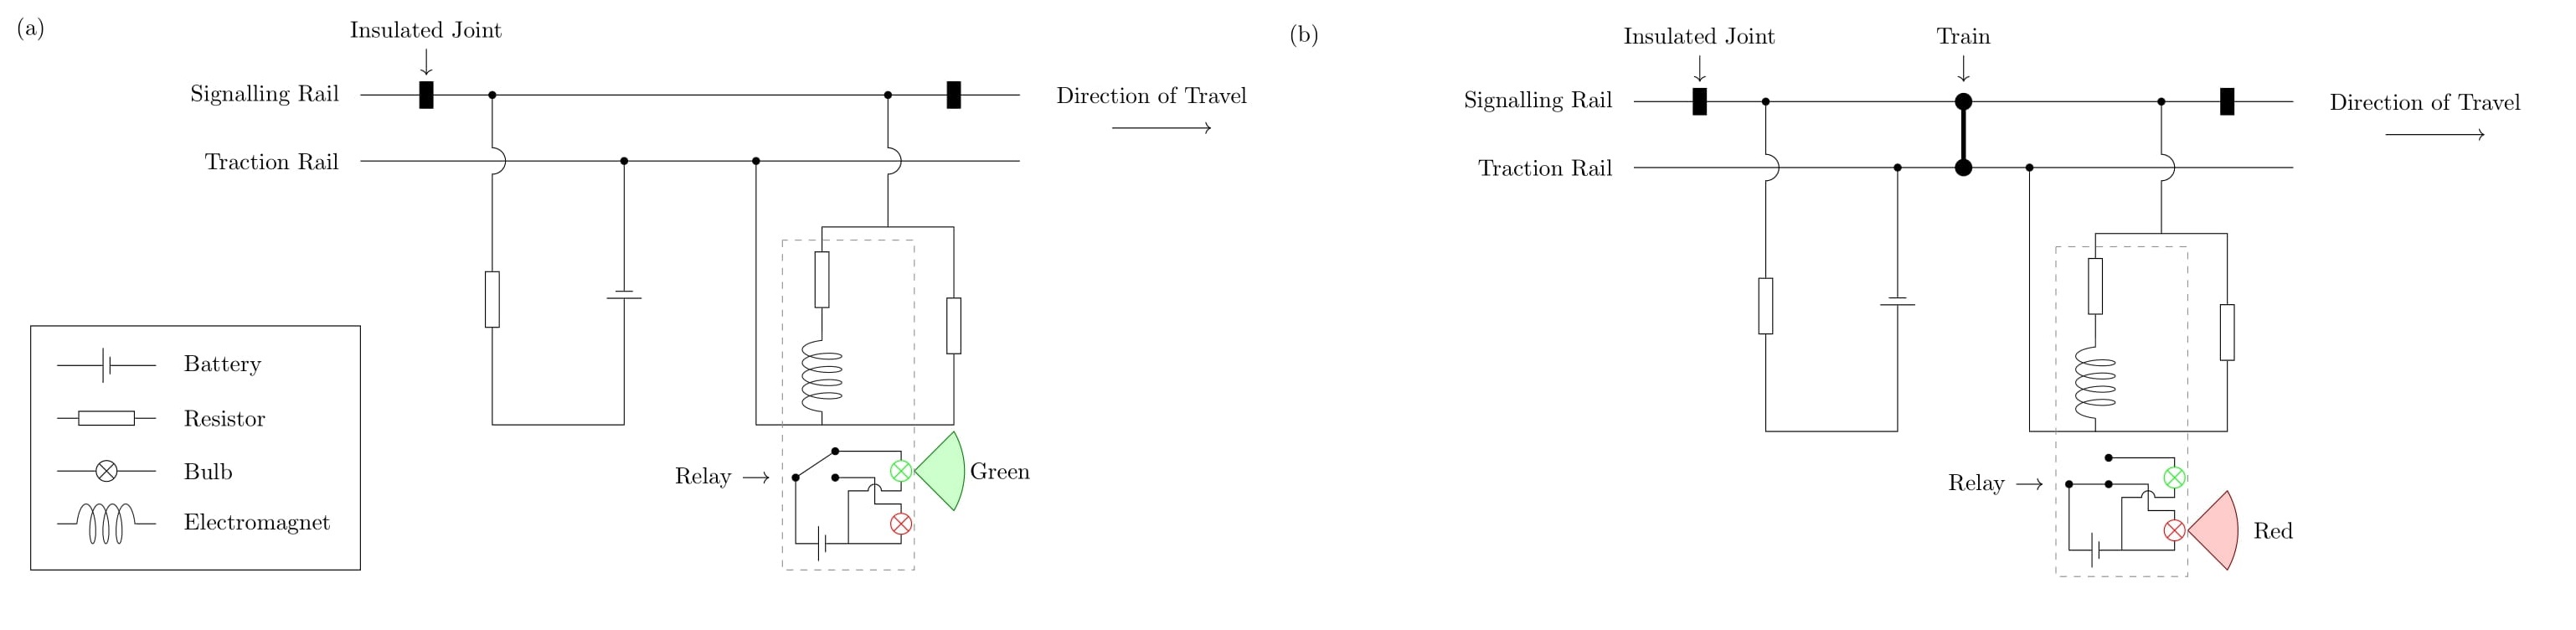 (a)
Insulated Joint
Signalling Rail
Direction of Travel
Traction Rail
Relay
Green
Battery
Resistor
Bulb
Electromagnet
(b)
Insulated Joint
Train
Signalling Rail
Direction of Travel
Traction Rail
Relay
Red